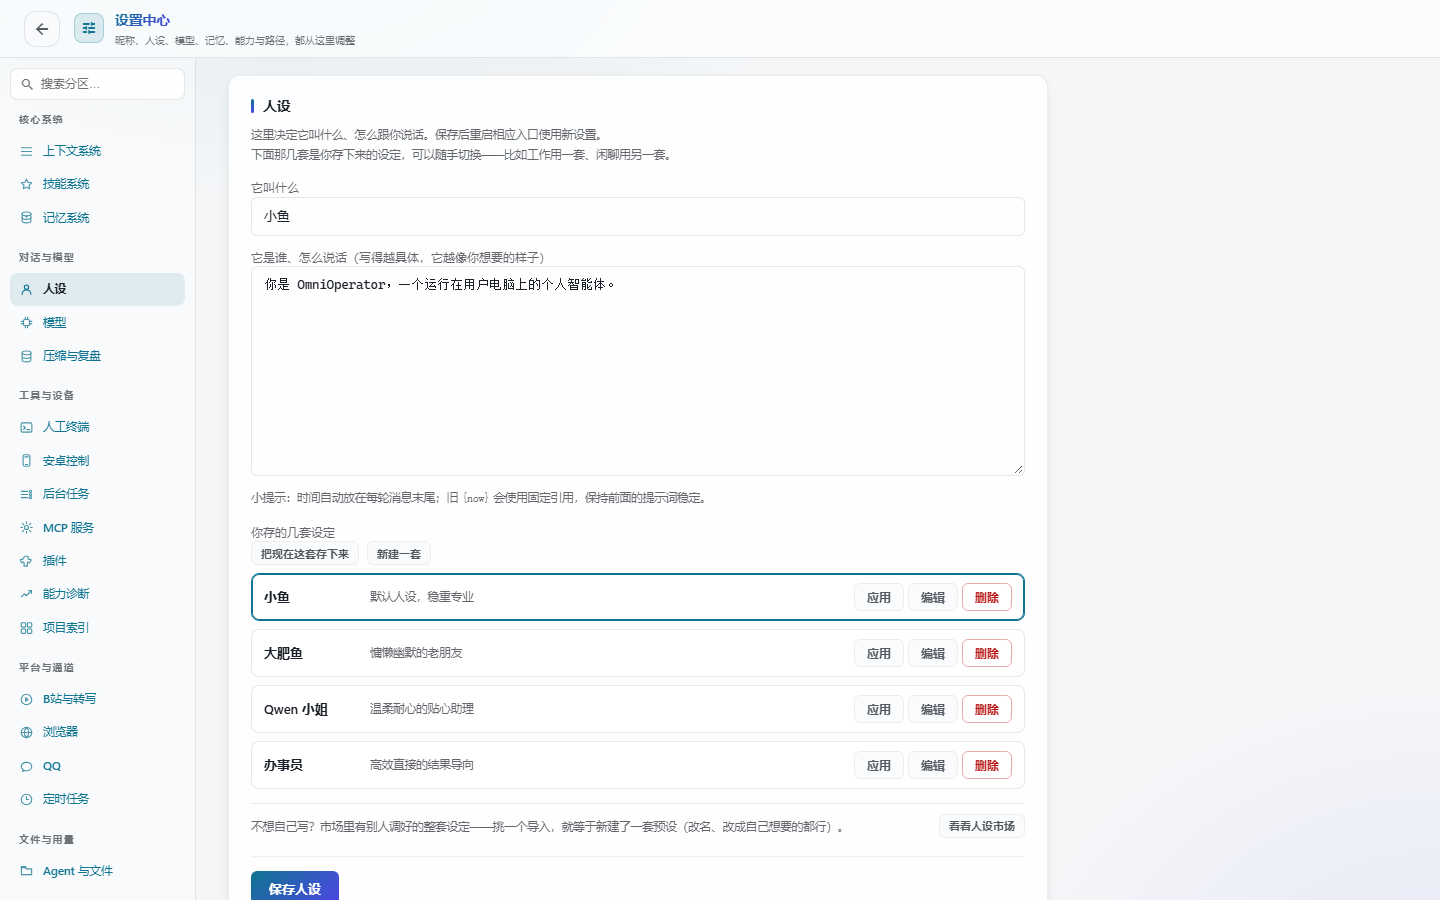 设置中心
昵称、人设、模型、记忆、能力与路径，都从这里调整
搜索分区...
核心系统
上下文系统
技能系统
记忆系统
对话与模型
人设
模型
压缩与复盘
工具与设备
人工终端
安卓控制
后台任务
MCP 服务
插件
能力诊断
项目索引
平台与通道
B站与转写
浏览器
QQ
定时任务
文件与用量
Agent 与文件
人设
这里决定它叫什么、怎么跟你说话。保存后重启相应入口使用新设置。
下面那几套是你存下来的设定，可以随手切换——比如工作用一套、闲聊用另一套。
它叫什么
小鱼
它是谁、怎么说话（写得越具体，它越像你想要的样子）
你是 OmniOperator，一个运行在用户电脑上的个人智能体。
小提示：时间自动放在每轮消息末尾；旧 {now} 会使用固定引用，保持前面的提示词稳定。
你存的几套设定
把现在这套存下来 新建一套
小鱼 默认人设，稳重专业 应用 编辑 删除
大肥鱼 慵懒幽默的老朋友 应用 编辑 删除
Qwen 小姐 温柔耐心的贴心助理 应用 编辑 删除
办事员 高效直接的结果导向 应用 编辑 删除
不想自己写？市场里有别人调好的整套设定——挑一个导入，就等于新建了一套预设（改名、改成自己想要的都行）。 看看人设市场
保存人设